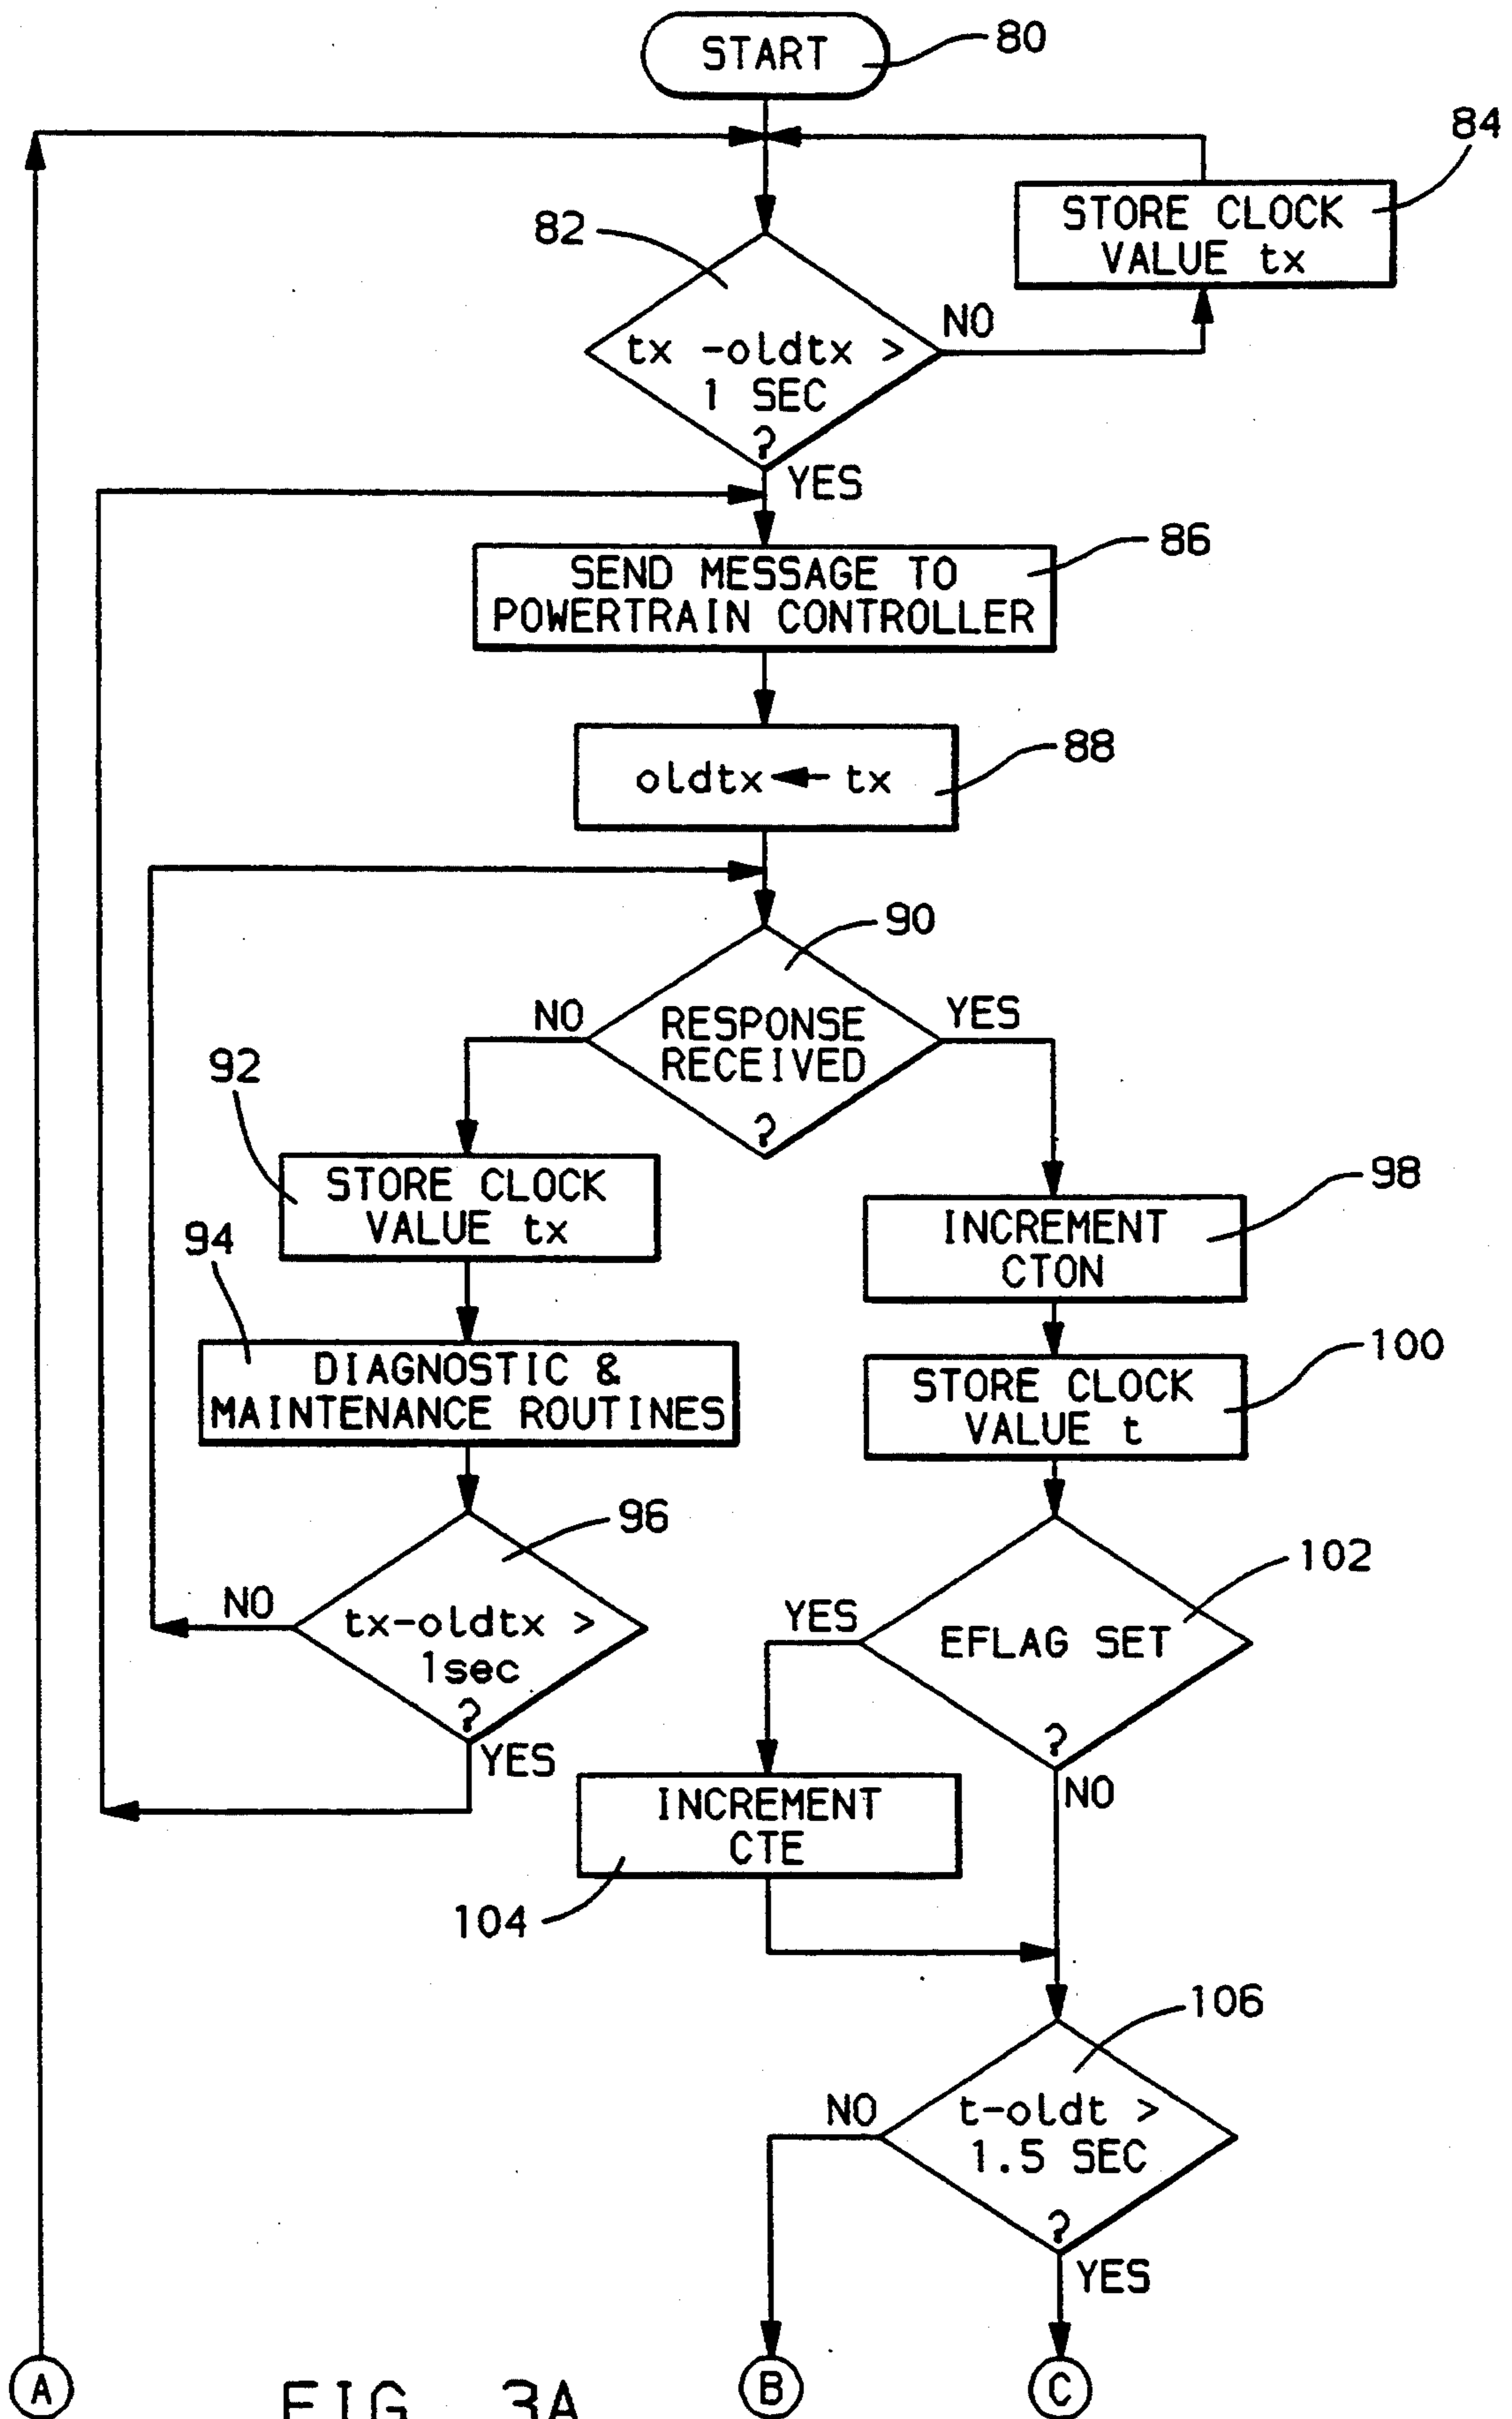 START
80
84
STORE CLOCK
VALUE tx
82
tx -oldtx >
1 SEC
?
NO
YES
86
SEND MESSAGE TO
POWERTRAIN CONTROLLER
88
oldtx ← tx
90
RESPONSE
RECEIVED
?
NO
YES
92
STORE CLOCK
VALUE tx
98
INCREMENT
CTON
94
DIAGNOSTIC &
MAINTENANCE ROUTINES
100
STORE CLOCK
VALUE t
96
tx-oldtx >
1sec
?
NO
YES
102
EFLAG SET
?
YES
NO
INCREMENT
CTE
104
106
t-oldt >
1.5 SEC
?
NO
YES
A
B
C
FIG. 3A